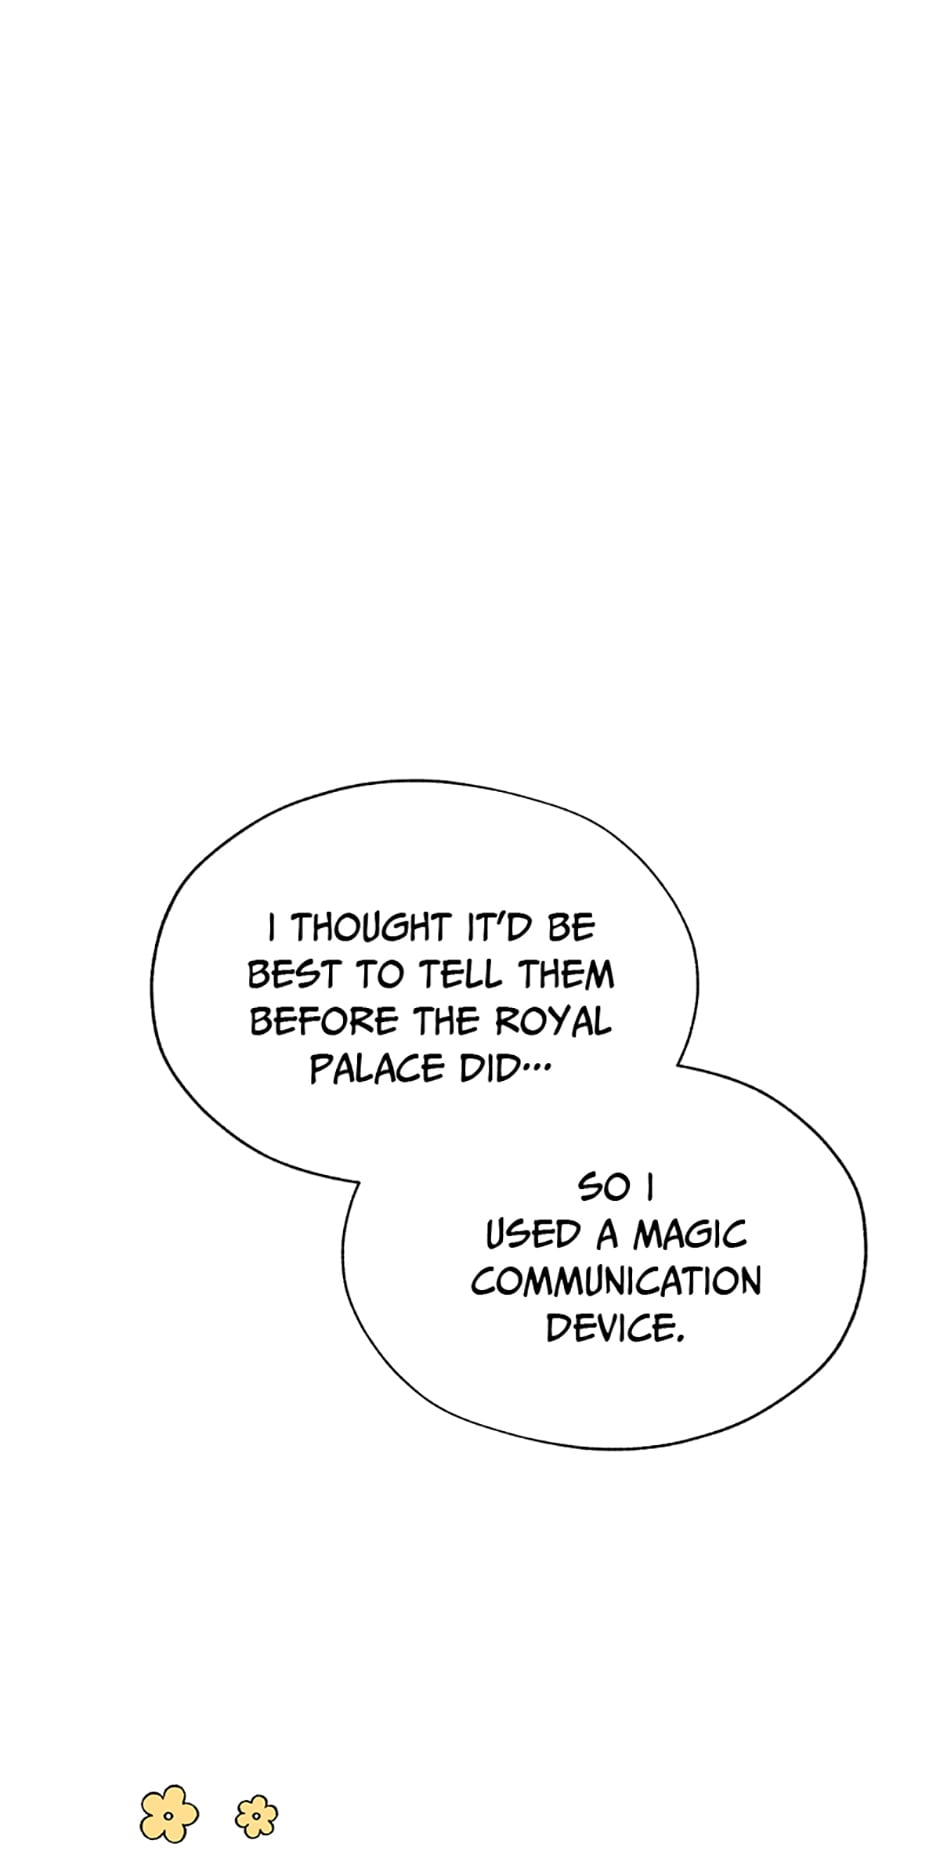 I THOUGHT IT'D BE
BEST TO TELL THEM
BEFORE THE ROYAL
PALACE DID...
SO I
USED A MAGIC
COMMUNICATION
DEVICE.